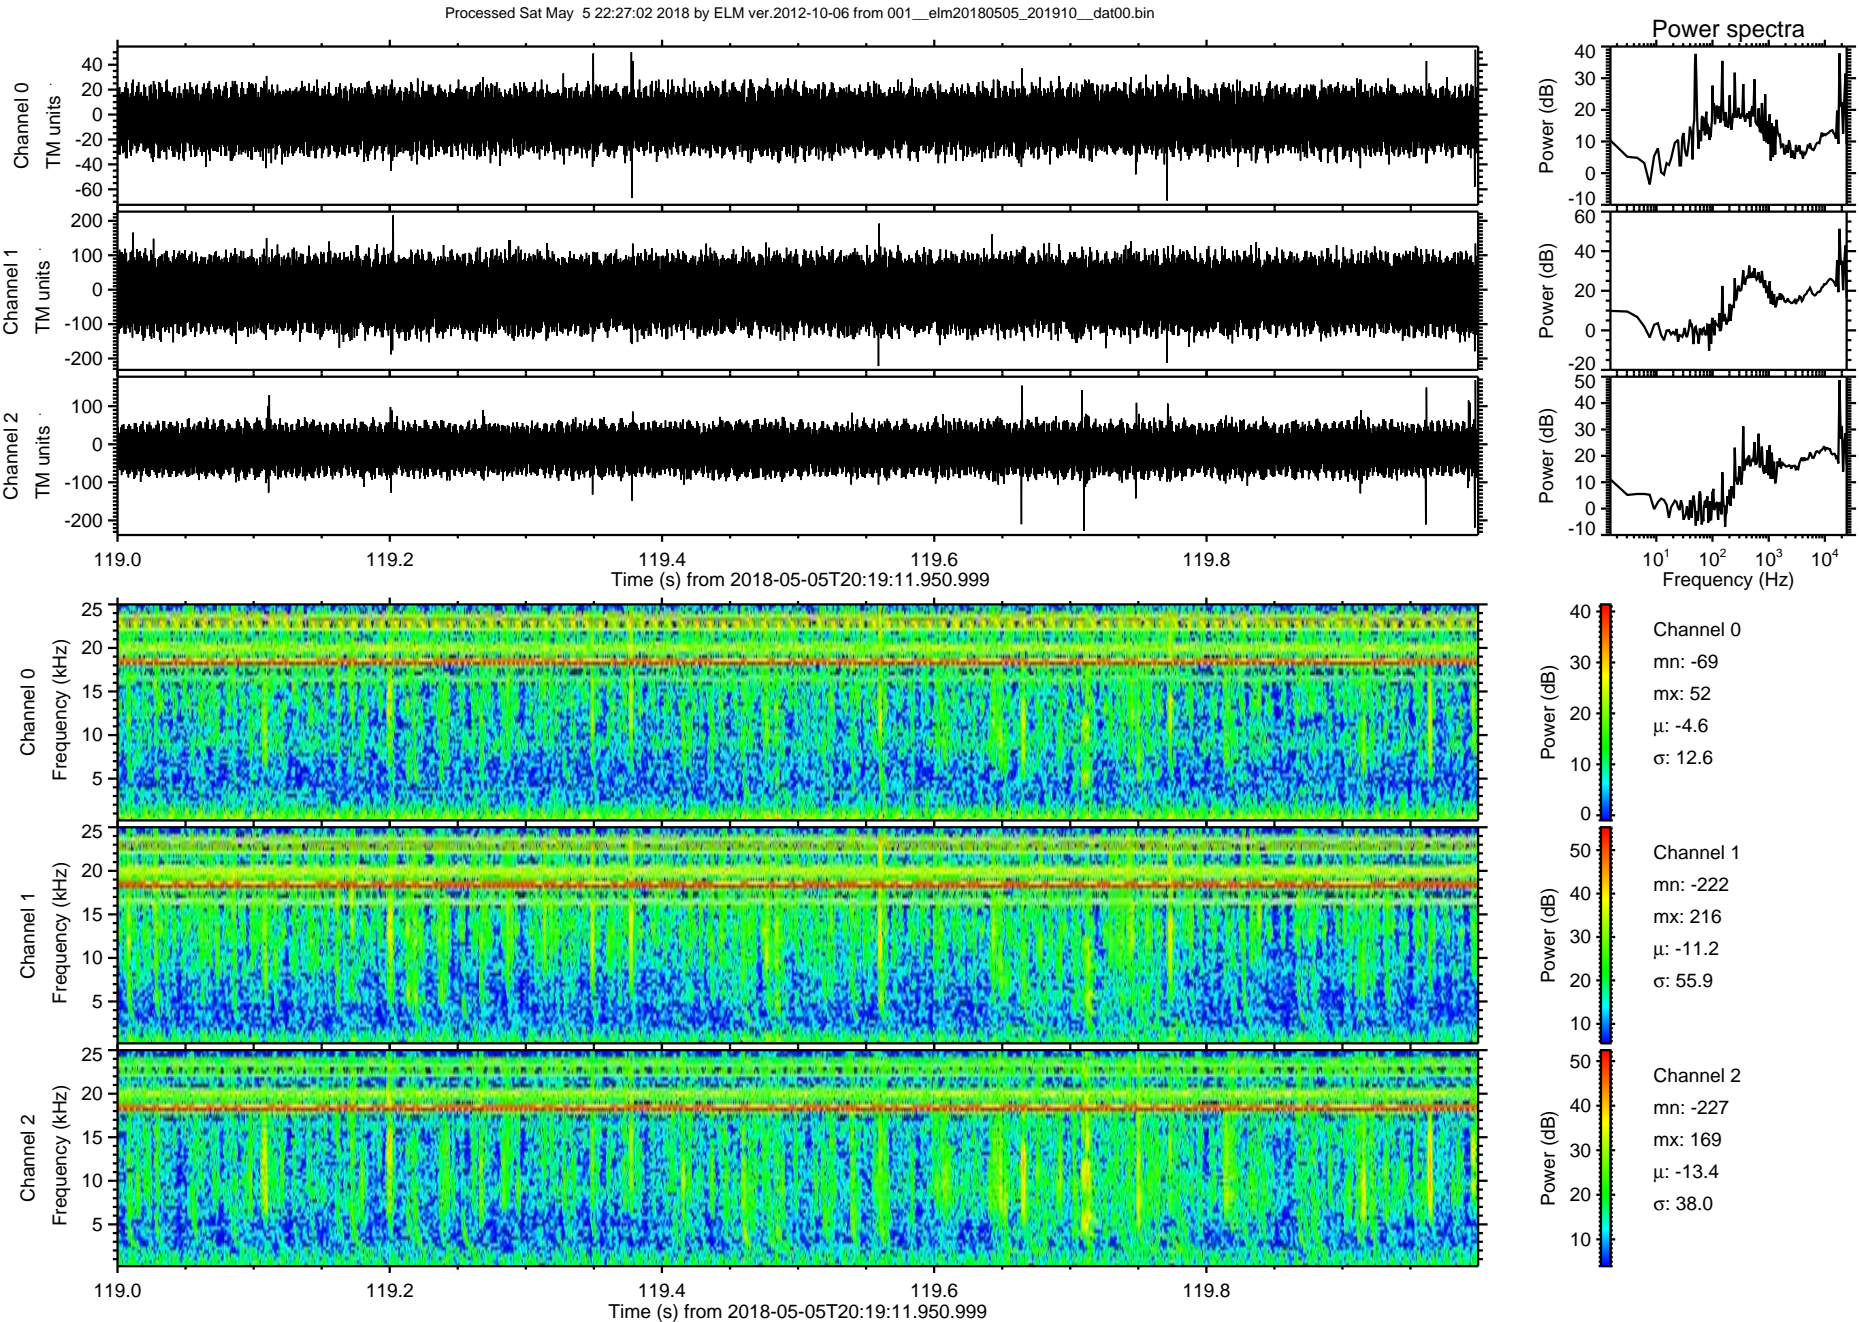 Processed Sat May  5 22:27:02 2018 by ELM ver.2012-10-06 from 001__elm20180505_201910__dat00.bin
Power spectra
Channel 0
TM units
40
20
0
-20
-40
-60
Power (dB)
40
30
20
10
0
-10
Channel 1
TM units
200
100
0
-100
-200
Power (dB)
60
40
20
0
-20
Channel 2
TM units
100
0
-100
-200
Power (dB)
50
40
30
20
10
0
-10
119.0 119.2 119.4 119.6 119.8
Time (s) from 2018-05-05T20:19:11.950.999
10^1 10^2 10^3 10^4
Frequency (Hz)
Channel 0
Frequency (kHz)
25
20
15
10
5
Power (dB)
40
30
20
10
0
Channel 0
mn: -69
mx: 52
μ: -4.6
σ: 12.6
Channel 1
Frequency (kHz)
25
20
15
10
5
Power (dB)
50
40
30
20
10
Channel 1
mn: -222
mx: 216
μ: -11.2
σ: 55.9
Channel 2
Frequency (kHz)
25
20
15
10
5
Power (dB)
50
40
30
20
10
Channel 2
mn: -227
mx: 169
μ: -13.4
σ: 38.0
119.0 119.2 119.4 119.6 119.8
Time (s) from 2018-05-05T20:19:11.950.999